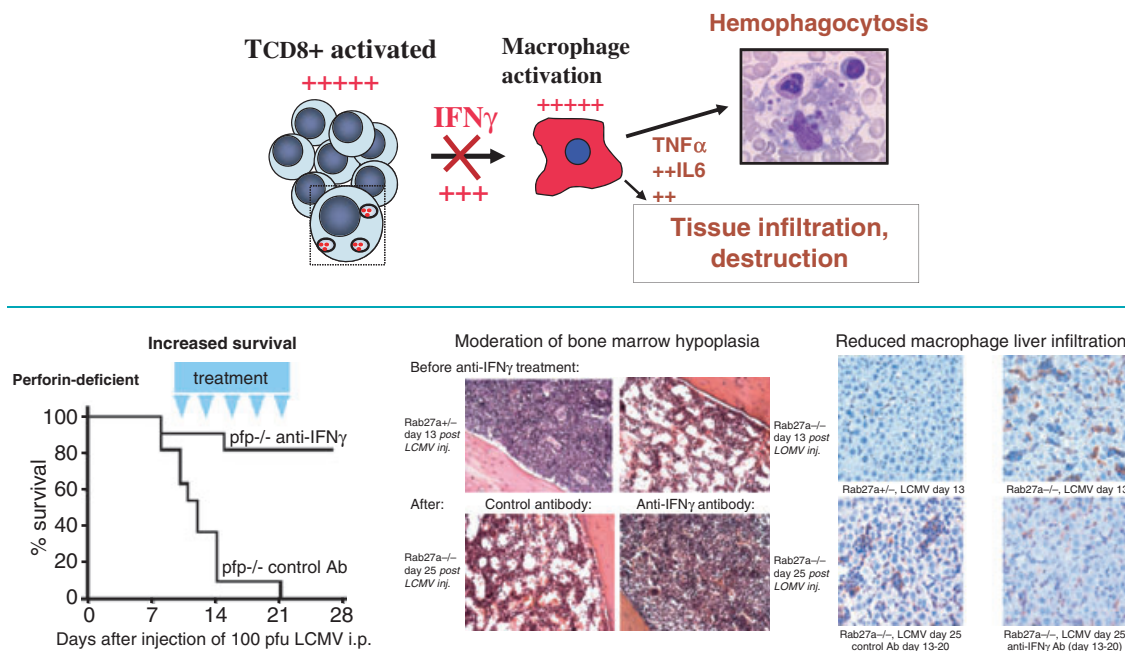 Hemophagocytosis
TCD8+ activated
+++++
Macrophage
activation
+++++
IFNγ
+++
TNFα
++IL6
++
Tissue infiltration,
destruction
Increased survival
Perforin-deficient
treatment
100
80
60
40
20
0
% survival
pfp-/- anti-IFNγ
pfp-/- control Ab
0 7 14 21 28
Days after injection of 100 pfu LCMV i.p.
Moderation of bone marrow hypoplasia
Before anti-IFNγ treatment:
Rab27a+/–
day 13 post
LCMV inj.
Rab27a–/–
day 13 post
LOMV inj.
After:
Control antibody:
Anti-IFNγ antibody:
Rab27a–/–
day 25 post
LCMV inj.
Rab27a–/–
day 25 post
LOMV inj.
Reduced macrophage liver infiltration
Rab27a+/–, LCMV day 13
Rab27a–/–, LCMV day 13
Rab27a–/–, LCMV day 25
control Ab day 13-20
Rab27a–/–, LCMV day 25
anti-IFNγ Ab (day 13-20)